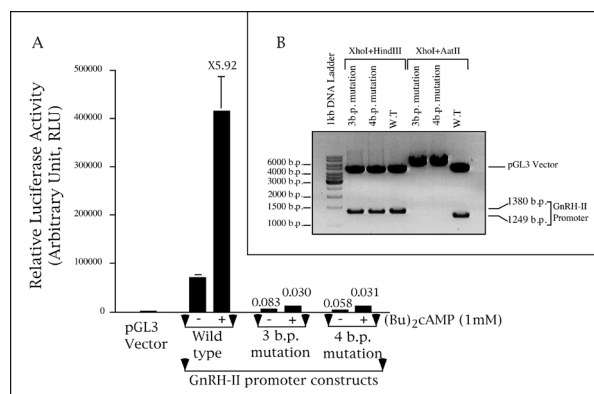 A
Relative Luciferase Activity
(Arbitrary Unit, RLU)
500000
400000
300000
200000
100000
0
X5.92
0.083
0.030
0.058
0.031
- + - + - + (Bu)2cAMP (1mM)
pGL3
Vector
Wild
type
3 b.p.
mutation
4 b.p.
mutation
GnRH-II promoter constructs
B
XhoI+HindIII
XhoI+AatII
1kb DNA Ladder
3b.p. mutation
4b.p. mutation
W.T
3b.p. mutation
4b.p. mutation
W.T
6000 b.p.
4000 b.p.
3000 b.p.
2000 b.p.
1500 b.p.
1000 b.p.
pGL3 Vector
1380 b.p.
1249 b.p.
GnRH-II
Promoter